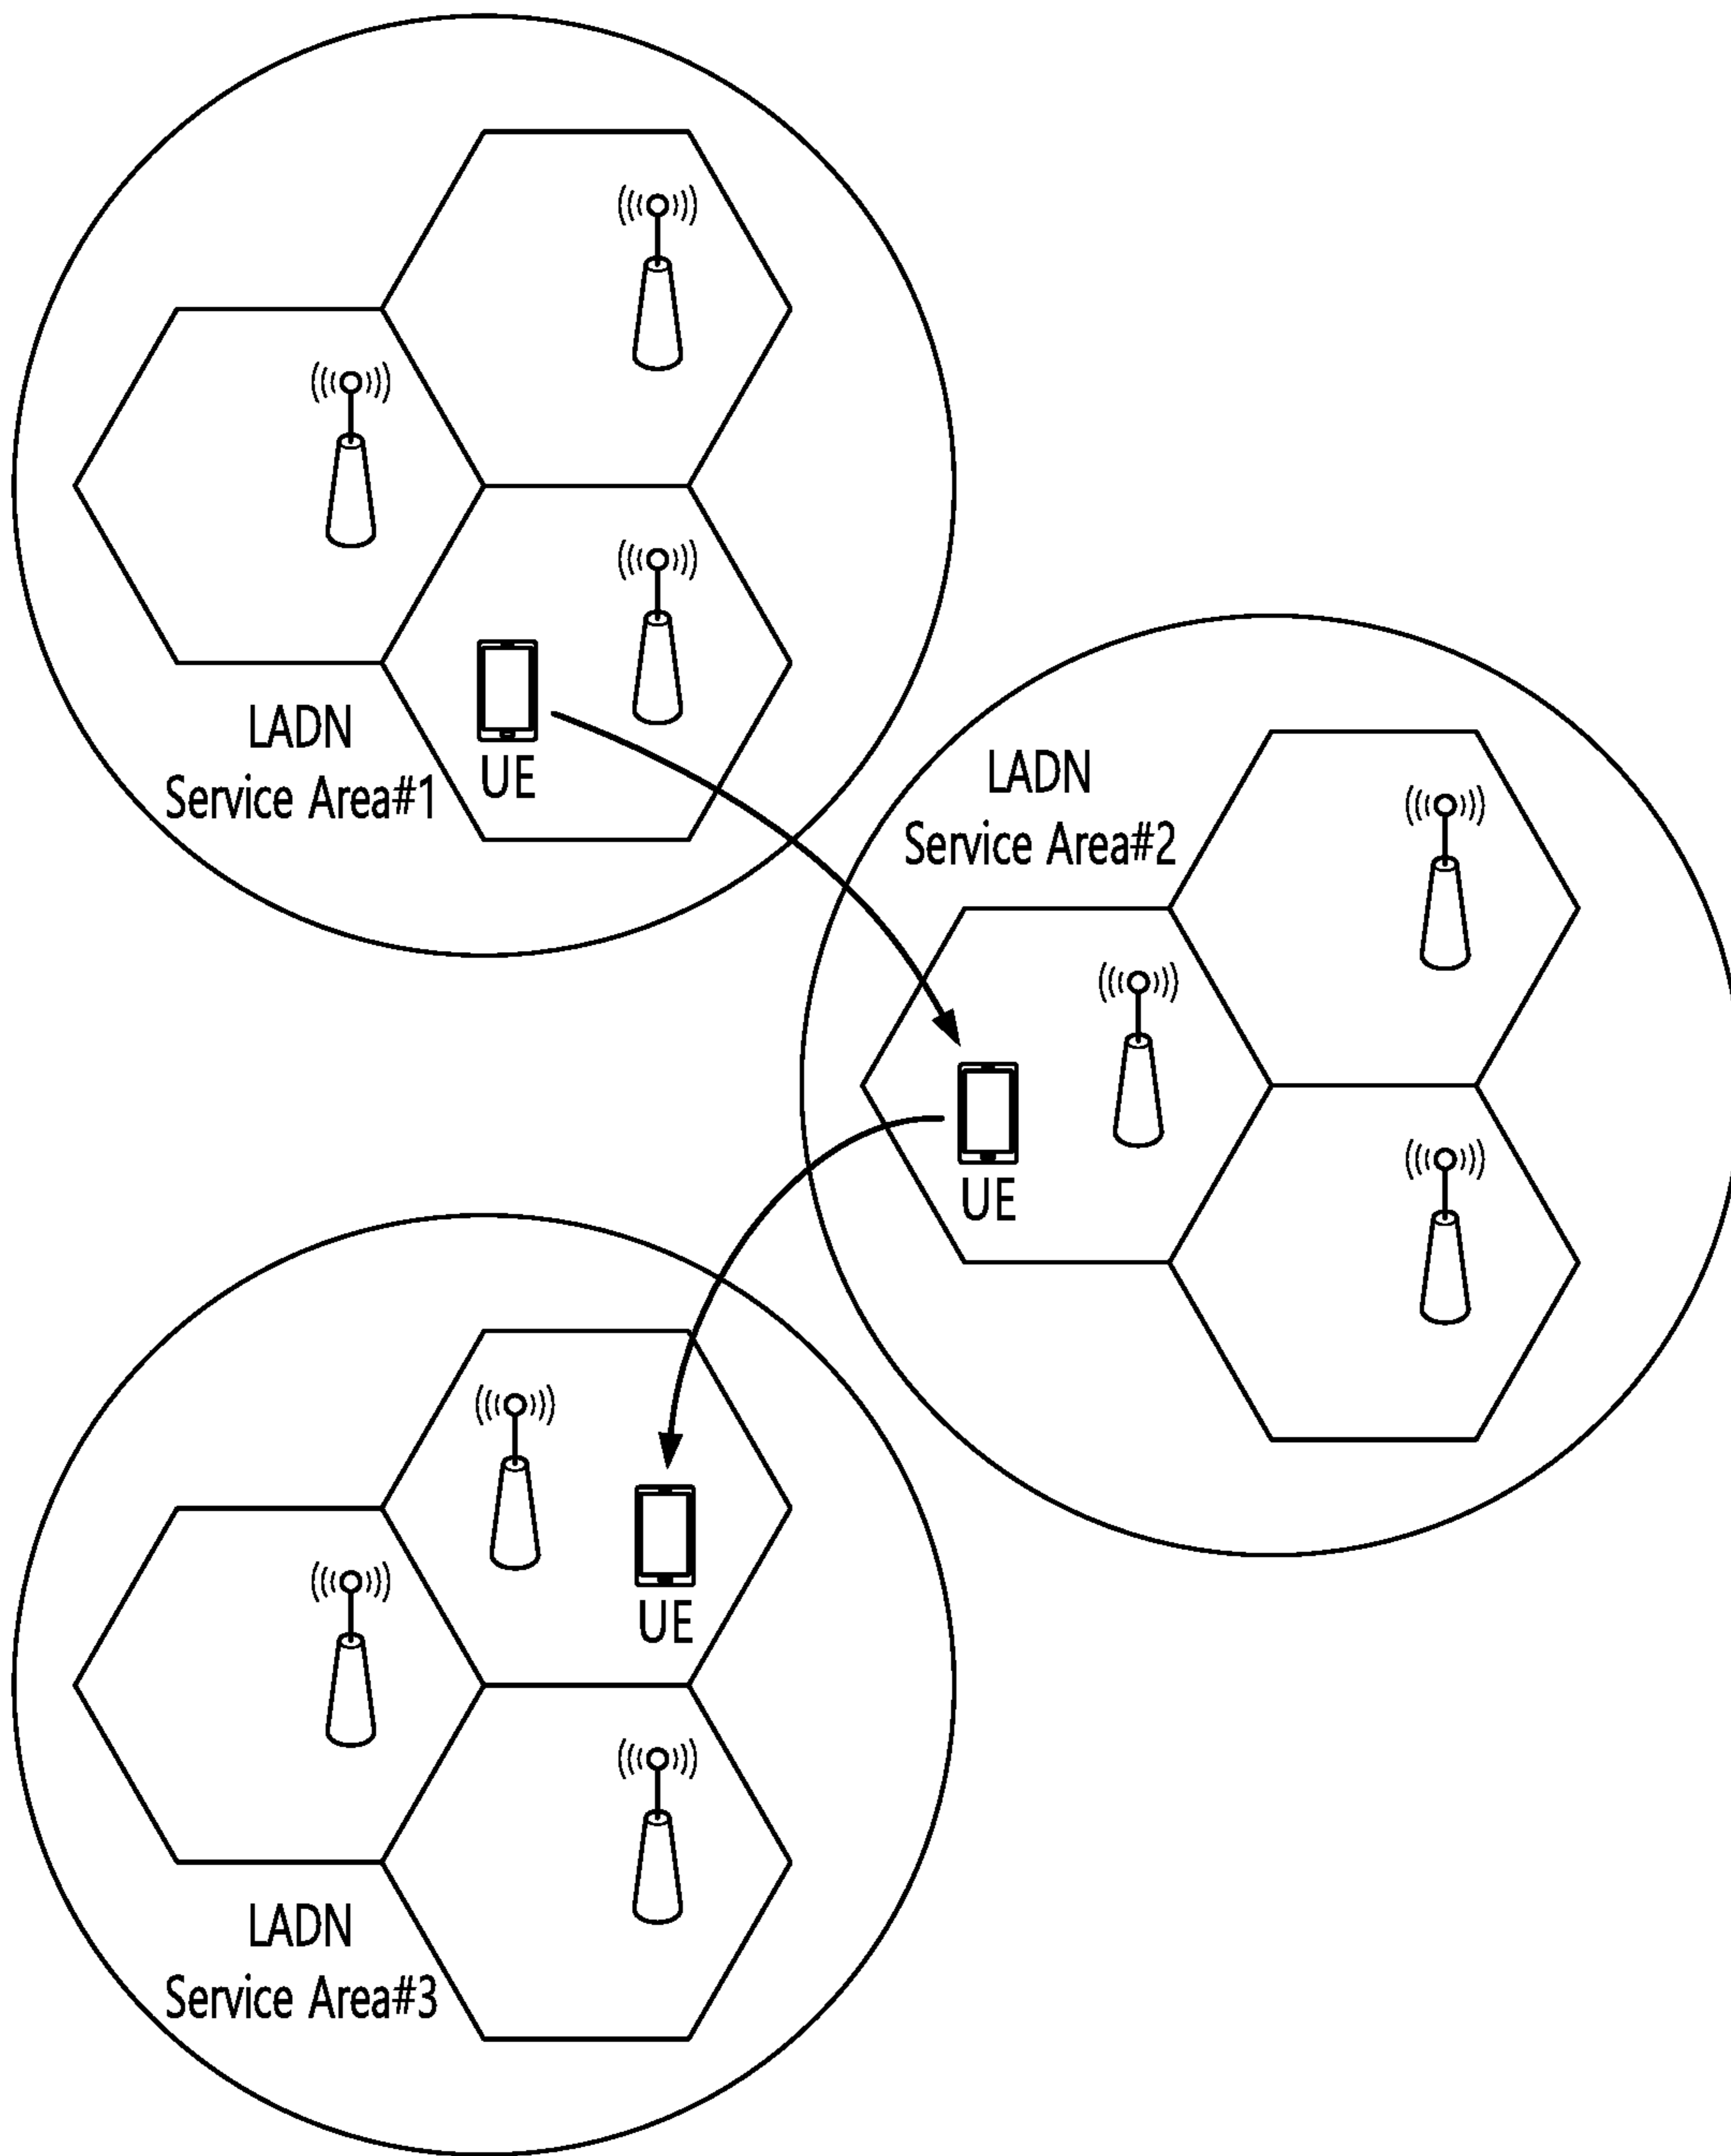 LADN
Service Area#1
UE
LADN
Service Area#2
UE
UE
LADN
Service Area#3